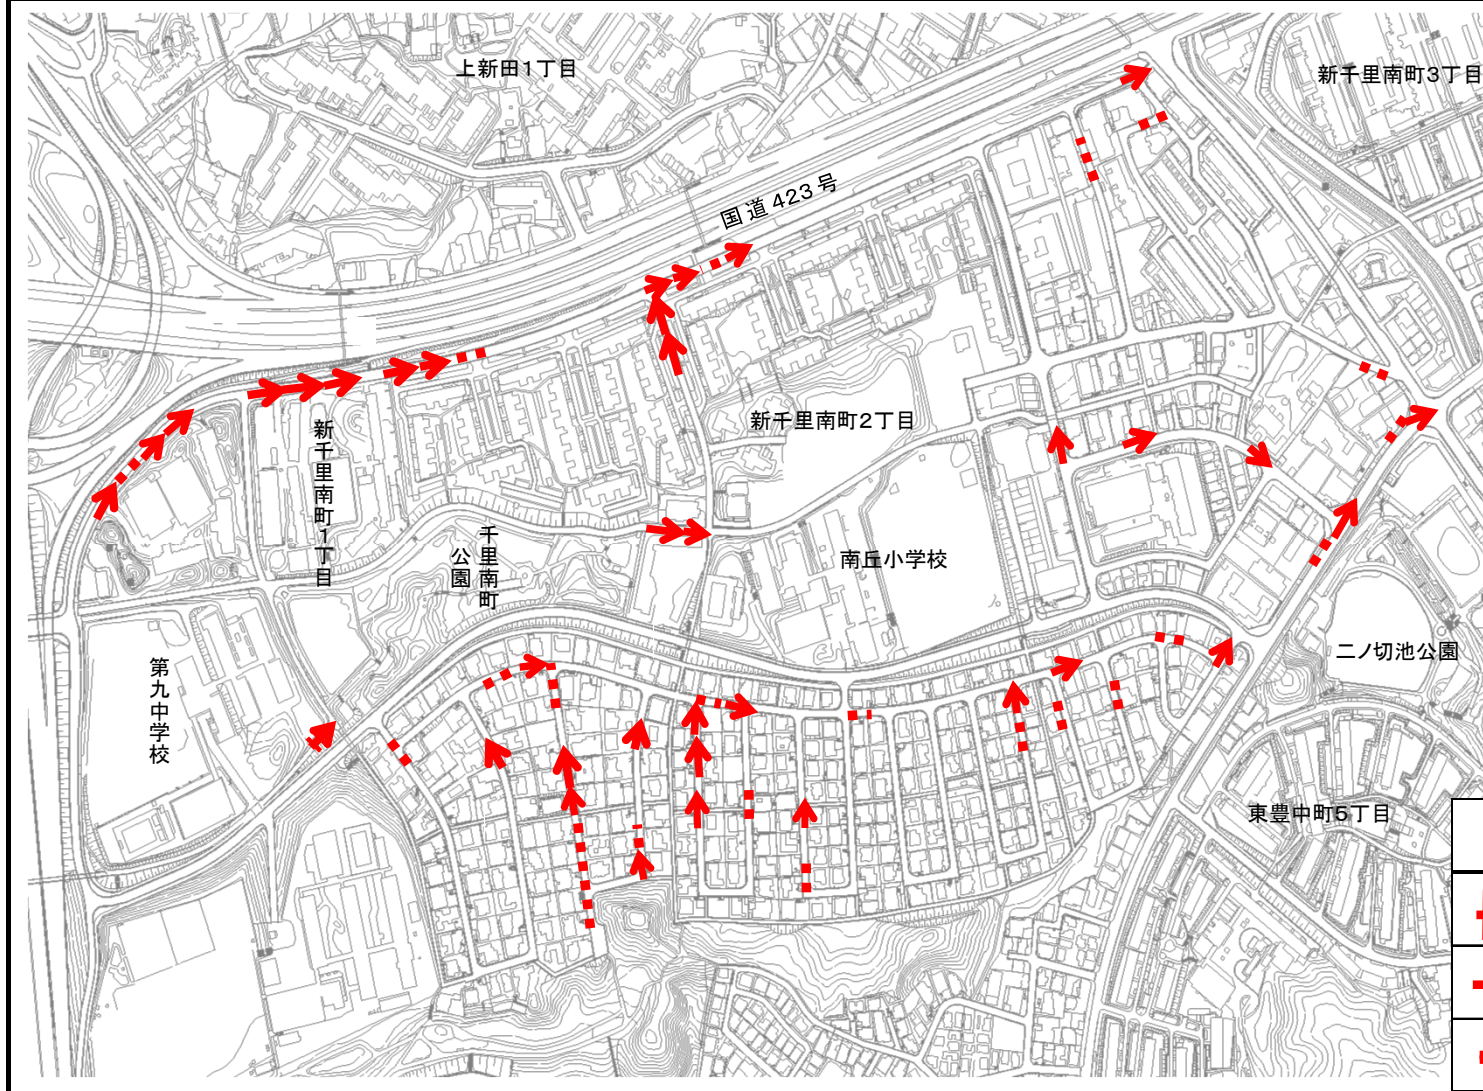 上新田1丁目
新千里南町3丁目
国道423号
新千里南町2丁目
新千里南町1丁目
千里南町
公園
南丘小学校
第九中学校
二ノ切池公園
東豊中町5丁目